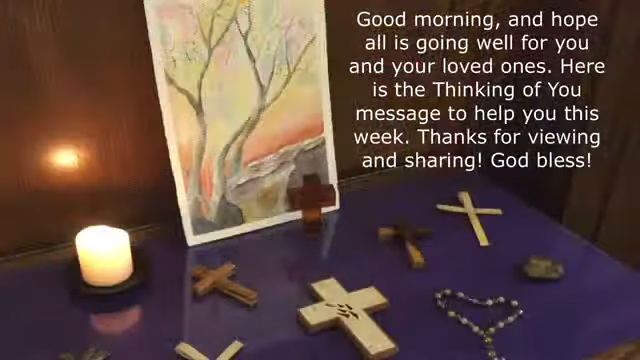 Good morning, and hope
all is going well for you
and your loved ones. Here
is the Thinking of You
message to help you this
week. Thanks for viewing
and sharing! God bless!